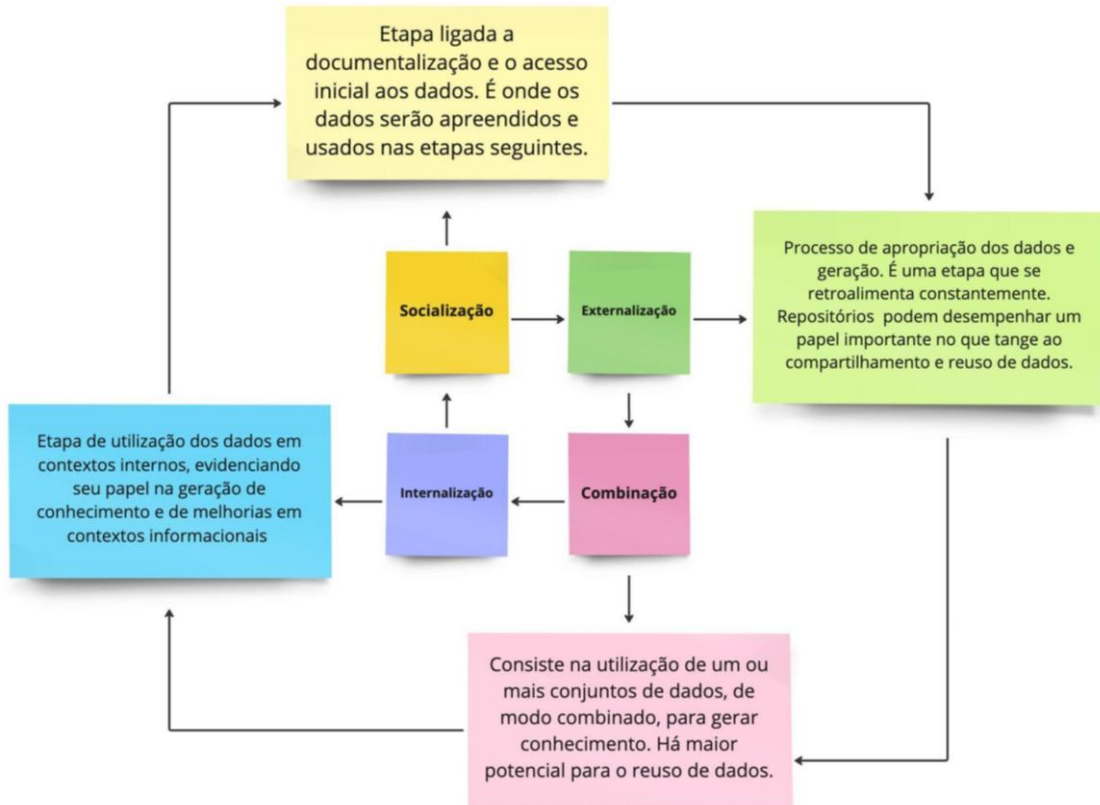 Etapa ligada a
documentalização e o acesso
inicial aos dados. É onde os
dados serão apreendidos e
usados nas etapas seguintes.
Processo de apropriação dos dados e
geração. É uma etapa que se
retroalimenta constantemente.
Repositórios podem desempenhar um
papel importante no que tange ao
compartilhamento e reuso de dados.
Socialização
Externalização
Etapa de utilização dos dados em
contextos internos, evidenciando
seu papel na geração de
conhecimento e de melhorias em
contextos informacionais
Internalização
Combinação
Consiste na utilização de um ou
mais conjuntos de dados, de
modo combinado, para gerar
conhecimento. Há maior
potencial para o reuso de dados.